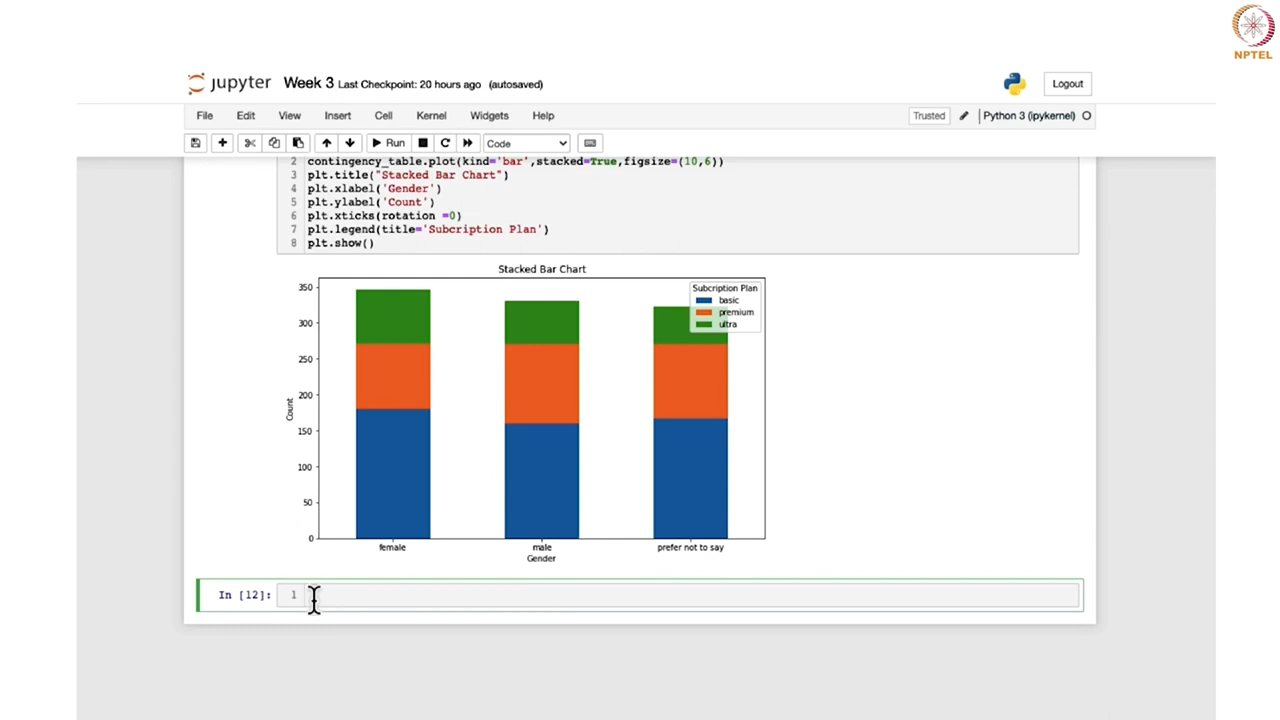 NPTEL
jupyter Week 3 Last Checkpoint: 20 hours ago (autosaved)
Logout
File Edit View Insert Cell Kernel Widgets Help
Trusted Python 3 (ipykernel)
Run Code
2 contingency_table.plot(kind='bar',stacked=True,figsize=(10,6))
3 plt.title("Stacked Bar Chart")
4 plt.xlabel('Gender')
5 plt.ylabel('Count')
6 plt.xticks(rotation =0)
7 plt.legend(title='Subcription Plan')
8 plt.show()
Stacked Bar Chart
Subcription Plan
basic
premium
ultra
350
300
250
200
150
100
50
0
Count
female male prefer not to say
Gender
In [12]: 1